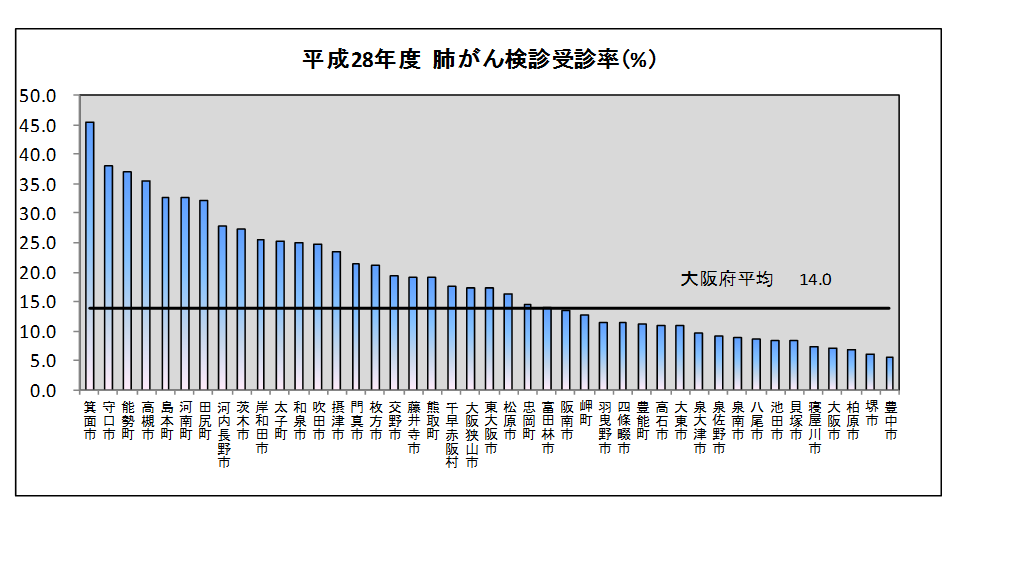 平成28年度 肺がん検診受診率(%)
50.0
45.0
40.0
35.0
30.0
25.0
20.0
15.0
10.0
5.0
0.0
大阪府平均 14.0
箕面市
守口市
能勢町
高槻市
島本町
河南町
田尻町
河内長野市
茨木市
岸和田市
太子町
和泉市
吹田市
摂津市
門真市
枚方市
交野市
藤井寺市
熊取町
千早赤阪村
大阪狭山市
東大阪市
松原市
忠岡町
富田林市
阪南市
岬町
羽曳野市
四條畷市
豊能町
高石市
大東市
泉大津市
泉佐野市
泉南市
八尾市
池田市
貝塚市
寝屋川市
大阪市
柏原市
堺市
豊中市